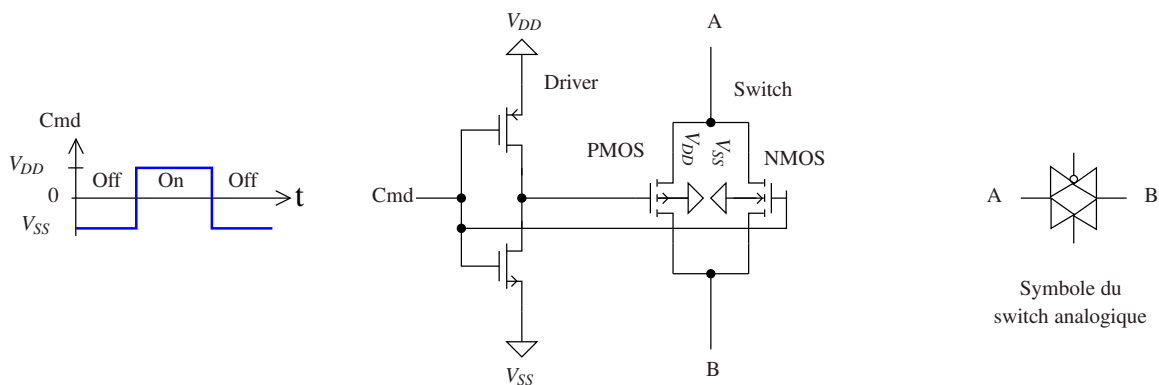 Cmd
V_DD
0
V_SS
Off
On
Off
t
V_DD
Driver
Cmd
V_SS
A
Switch
PMOS
V_DD
V_SS
NMOS
B
A
B
Symbole du
switch analogique